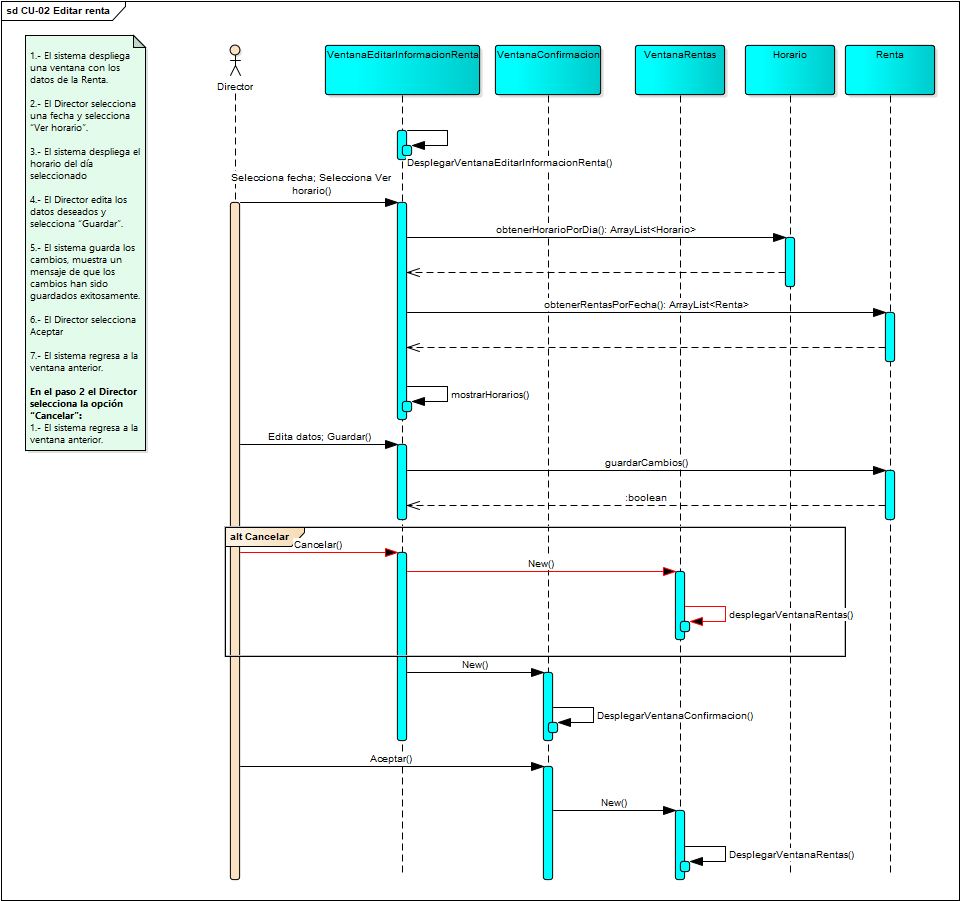 sd CU-02 Editar renta
1.- El sistema despliega
una ventana con los
datos de la Renta.
2.- El Director selecciona
una fecha y selecciona
“Ver horario”.
3.- El sistema despliega el
horario del día
seleccionado
4.- El Director edita los
datos deseados y
selecciona “Guardar”.
5.- El sistema guarda los
cambios, muestra un
mensaje de que los
cambios han sido
guardados exitosamente.
6.- El Director selecciona
Aceptar
7.- El sistema regresa a la
ventana anterior.
En el paso 2 el Director
selecciona la opción
“Cancelar”:
1.- El sistema regresa a la
ventana anterior.
Director
VentanaEditarInformacionRenta
VentanaConfirmacion
VentanaRentas
Horario
Renta
DesplegarVentanaEditarInformacionRenta()
Selecciona fecha; Selecciona Ver
horario()
obtenerHorarioPorDia(): ArrayList<Horario>
obtenerRentasPorFecha(): ArrayList<Renta>
mostrarHorarios()
Edita datos; Guardar()
guardarCambios()
:boolean
alt Cancelar
Cancelar()
New()
desplegarVentanaRentas()
New()
DesplegarVentanaConfirmacion()
Aceptar()
New()
DesplegarVentanaRentas()